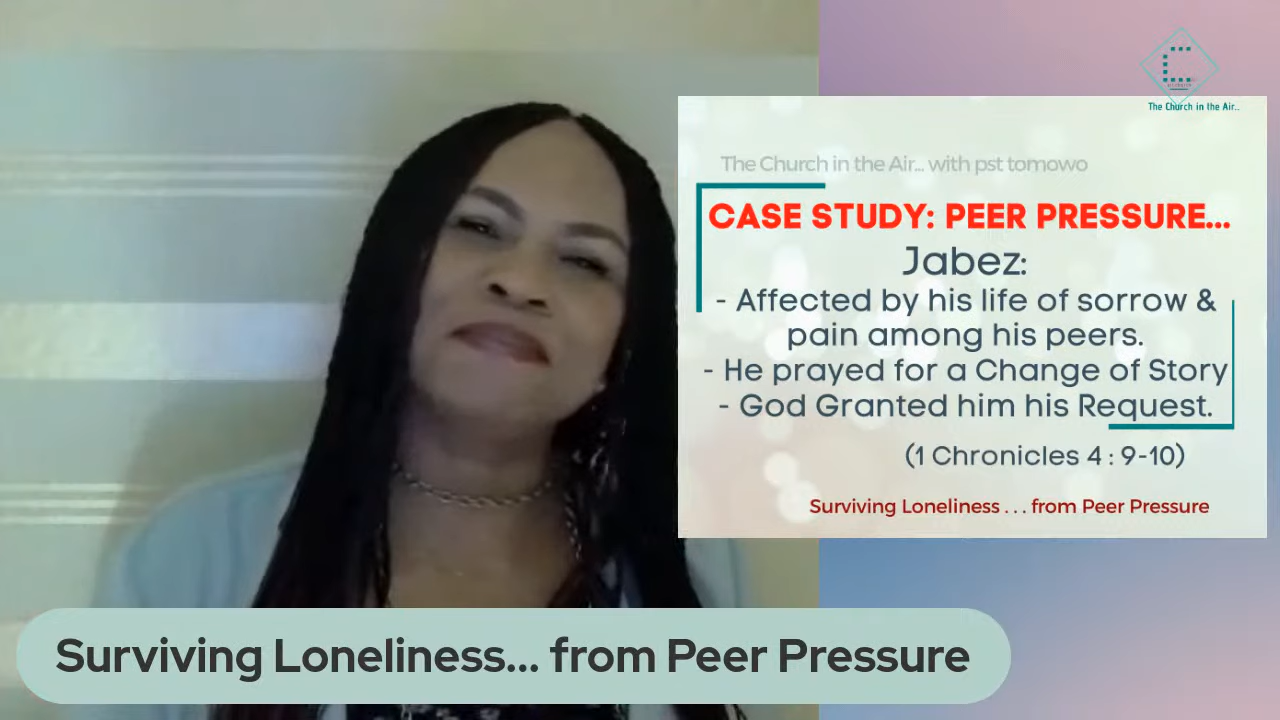 The Church in the Air...
The Church in the Air... with pst tomowo
CASE STUDY: PEER PRESSURE...
Jabez:
- Affected by his life of sorrow &
pain among his peers.
- He prayed for a Change of Story
- God Granted him his Request.
(1 Chronicles 4 : 9-10)
Surviving Loneliness . . . from Peer Pressure
Surviving Loneliness... from Peer Pressure